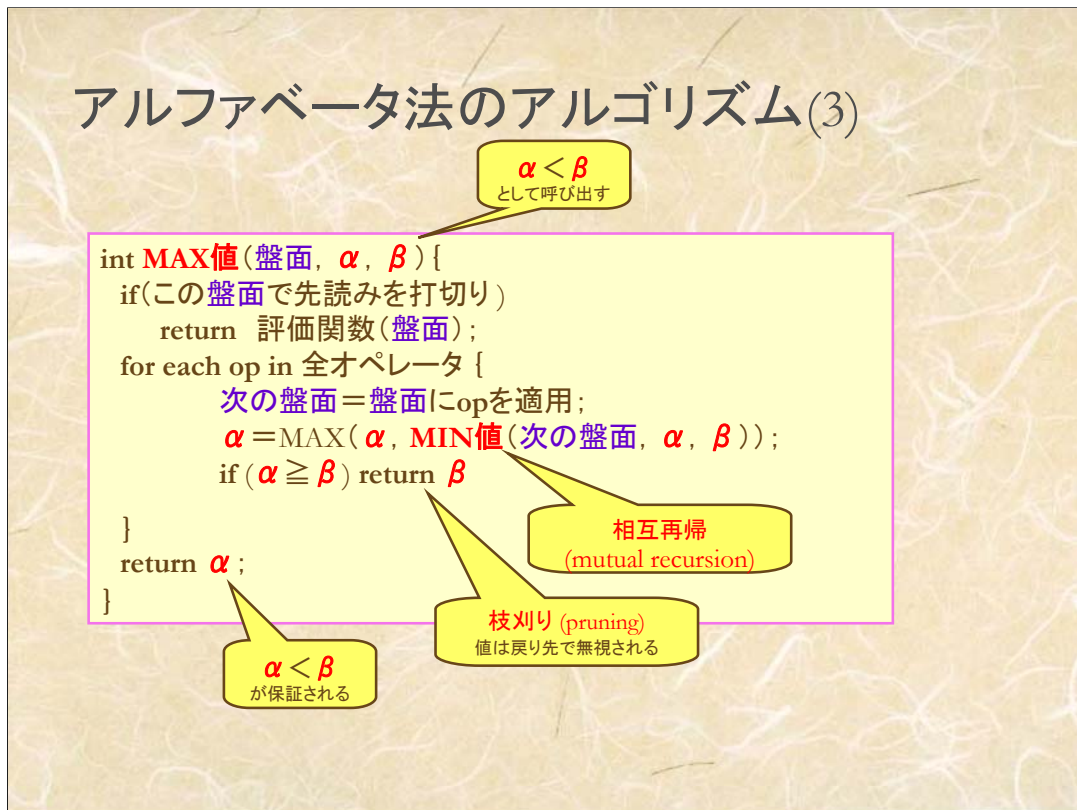 アルファベータ法のアルゴリズム(3)
α＜β
として呼び出す
int MAX値(盤面, α, β){
if(この盤面で先読みを打切り)
return 評価関数(盤面);
for each op in 全オペレータ {
次の盤面＝盤面にopを適用;
α＝MAX(α, MIN値(次の盤面, α, β));
if (α≧β) return β
}
return α;
}
相互再帰
(mutual recursion)
枝刈り (pruning)
値は戻り先で無視される
α＜β
が保証される